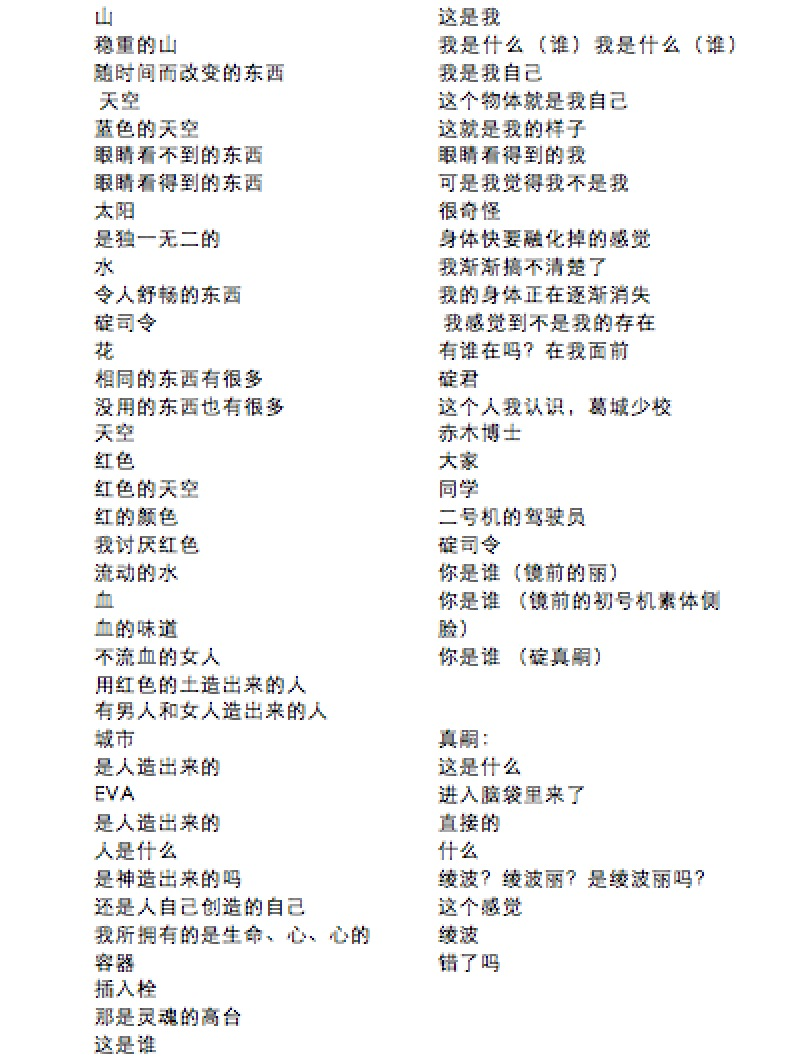 山
稳重的山
随时间而改变的东西
天空
蓝色的天空
眼睛看不到的东西
眼睛看得到的东西
太阳
是独一无二的
水
令人舒畅的东西
碇司令
花
相同的东西有很多
没用的东西也有很多
天空
红色
红色的天空
红的颜色
我讨厌红色
流动的水
血
血的味道
不流血的女人
用红色的土造出来的人
有男人和女人造出来的人
城市
是人造出来的
EVA
是人造出来的
人是什么
是神造出来的吗
还是人自己创造的自己
我所拥有的是生命、心、心的
容器
插入栓
那是灵魂的高台
这是谁
这是我
我是什么（谁）我是什么（谁）
我是我自己
这个物体就是我自己
这就是我的样子
眼睛看得到的我
可是我觉得我不是我
很奇怪
身体快要融化掉的感觉
我渐渐搞不清楚了
我的身体正在逐渐消失
我感觉到不是我的存在
有谁在吗？在我面前
碇君
这个人我认识，葛城少校
赤木博士
大家
同学
二号机的驾驶员
碇司令
你是谁（镜前的丽）
你是谁 （镜前的初号机素体侧
脸）
你是谁 （碇真嗣）
真嗣：
这是什么
进入脑袋里来了
直接的
什么
绫波？绫波丽？是绫波丽吗？
这个感觉
绫波
错了吗